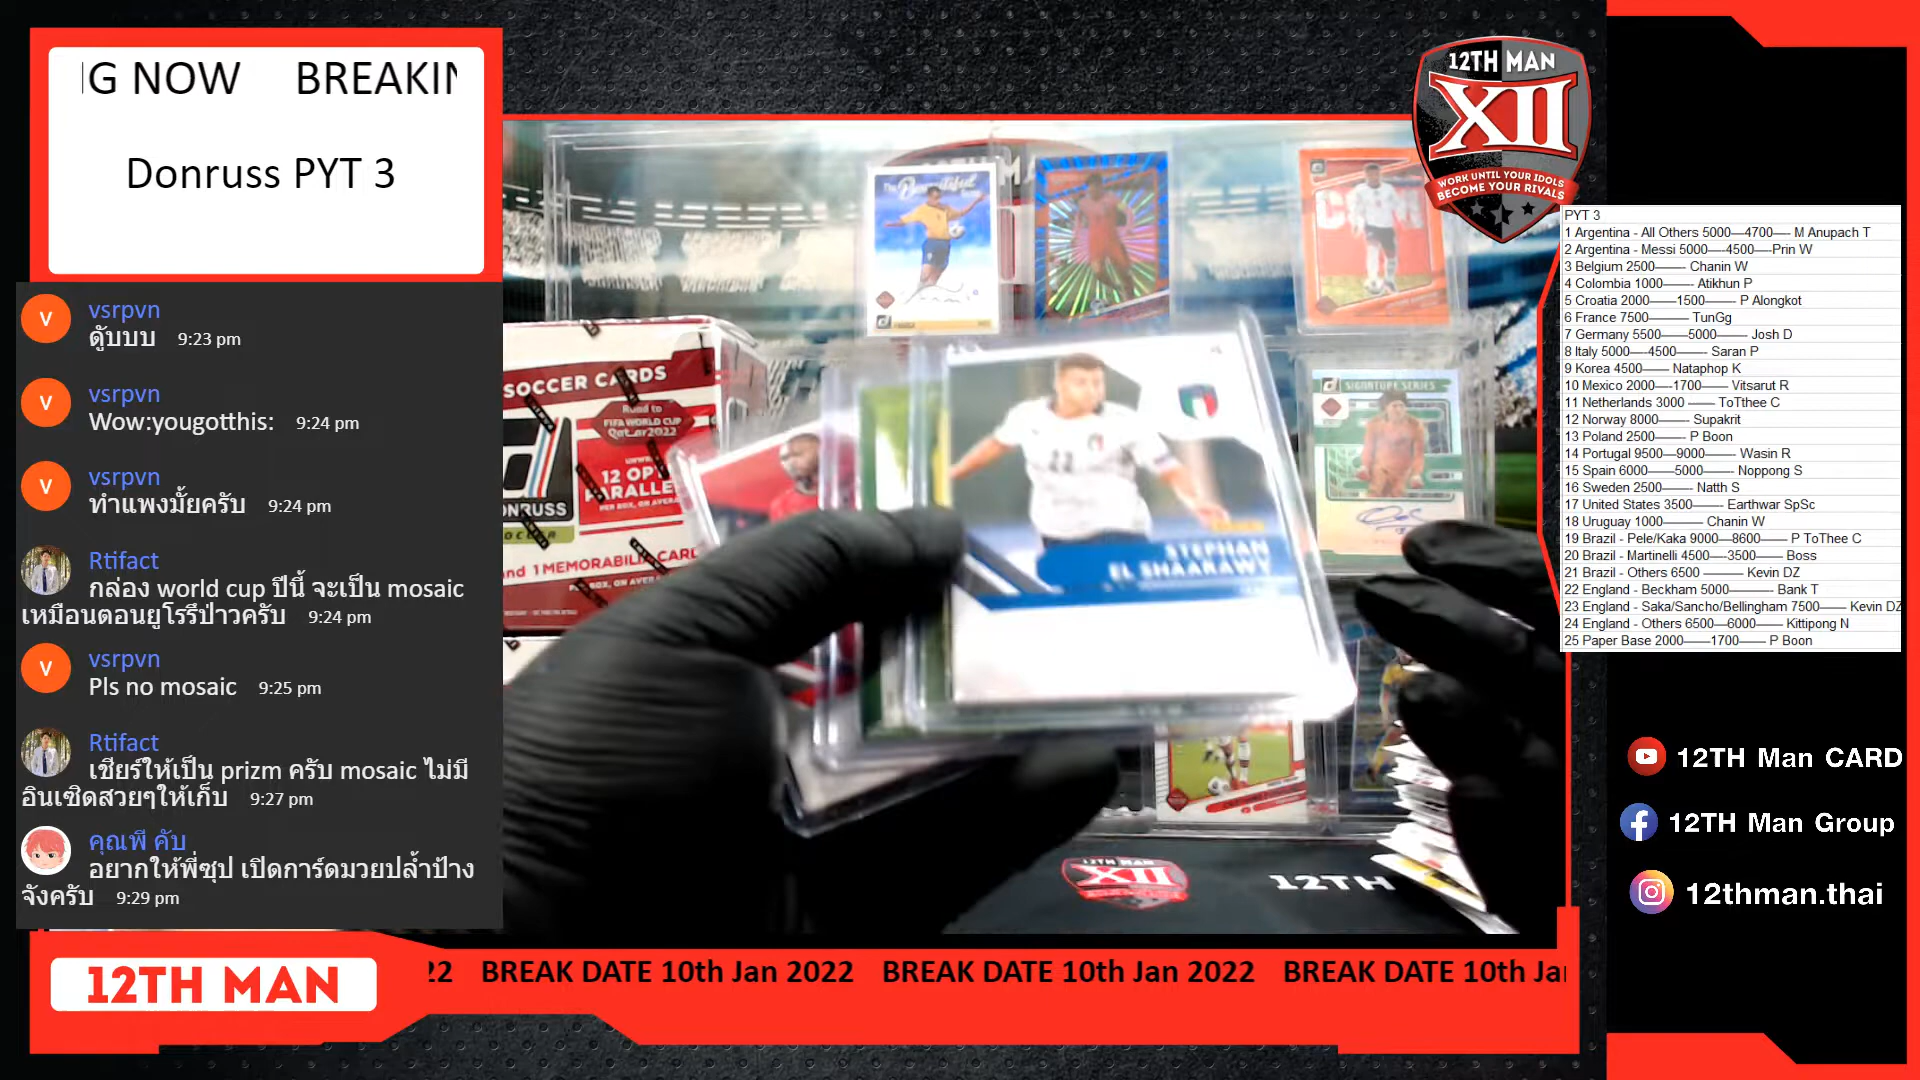 IG NOW BREAKIN
Donruss PYT 3
vsrpvn
ดู้บบบ 9:23 pm
vsrpvn
Wow:yougotthis: 9:24 pm
vsrpvn
ทำแพงมั้ยครับ 9:24 pm
Rtifact
กล่อง world cup ปีนี้ จะเป็น mosaic
เหมือนตอนยูโรรึป่าวครับ 9:24 pm
vsrpvn
Pls no mosaic 9:25 pm
Rtifact
เชียร์ให้เป็น prizm ครับ mosaic ไม่มี
อินเซิดสวยๆให้เก็บ 9:27 pm
คุณพี คับ
อยากให้พี่ซุป เปิดการ์ดมวยปล้ำป้าง
จังครับ 9:29 pm
12TH MAN
22 BREAK DATE 10th Jan 2022 BREAK DATE 10th Jan 2022 BREAK DATE 10th Jan
SOCCER CARDS
Road to
FIFA WORLD CUP
Qatar2022
The Beautiful
SIGNATURE SERIES
STEPHAN
EL SHAARAWY
12TH MAN
XII
12TH
12TH MAN
XII
WORK UNTIL YOUR IDOLS
BECOME YOUR RIVALS
PYT 3
1 Argentina - All Others 5000—4700—- M Anupach T
2 Argentina - Messi 5000—-4500—-Prin W
3 Belgium 2500——- Chanin W
4 Colombia 1000——- Atikhun P
5 Croatia 2000——1500——- P Alongkot
6 France 7500——- TunGg
7 Germany 5500——5000——- Josh D
8 Italy 5000—-4500——- Saran P
9 Korea 4500——- Nataphop K
10 Mexico 2000—-1700—— Vitsarut R
11 Netherlands 3000 —— ToTthee C
12 Norway 8000——- Supakrit
13 Poland 2500——- P Boon
14 Portugal 9500—9000——- Wasin R
15 Spain 6000——5000——- Noppong S
16 Sweden 2500——- Natth S
17 United States 3500——- Earthwar SpSc
18 Uruguay 1000——— Chanin W
19 Brazil - Pele/Kaka 9000—-8600——- P ToThee C
20 Brazil - Martinelli 4500—-3500—— Boss
21 Brazil - Others 6500 ——— Kevin DZ
22 England - Beckham 5000———- Bank T
23 England - Saka/Sancho/Bellingham 7500—— Kevin DZ
24 England - Others 6500—6000—— Kittipong N
25 Paper Base 2000——1700—— P Boon
12TH Man CARD
12TH Man Group
12thman.thai